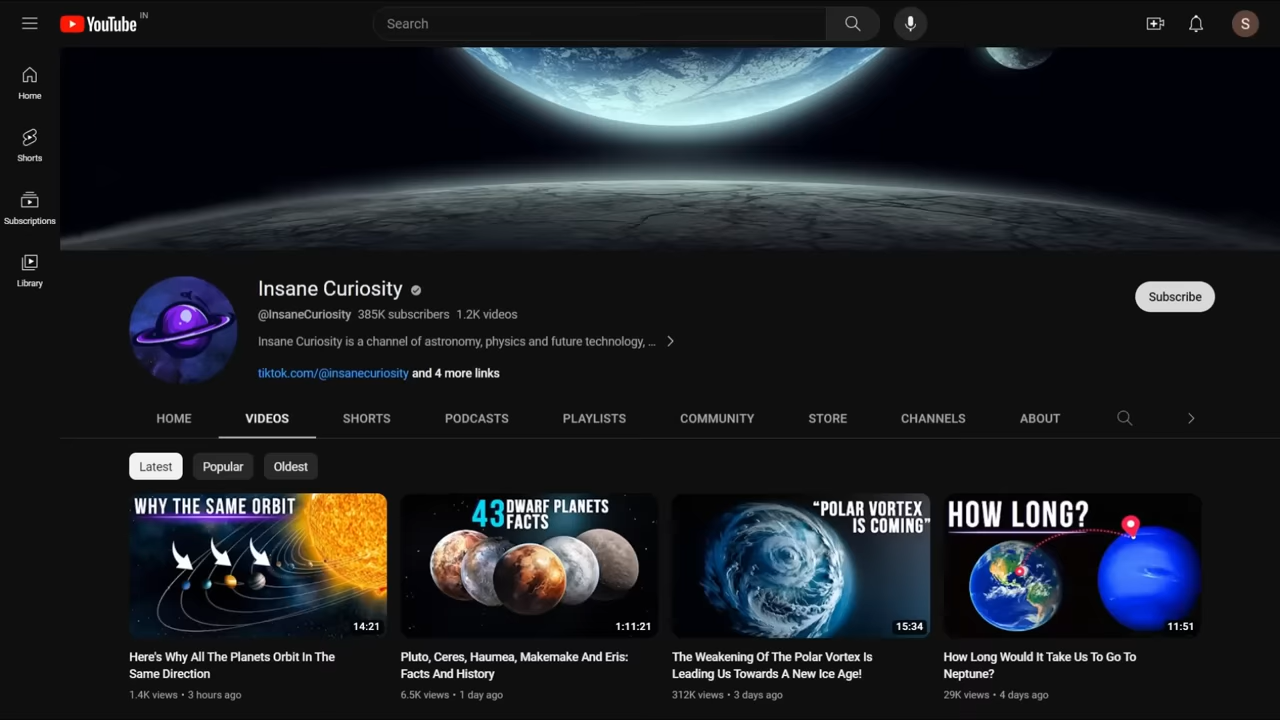 YouTube IN
Search
S
Home
Shorts
Subscriptions
Library
Insane Curiosity
@InsaneCuriosity 385K subscribers 1.2K videos
Insane Curiosity is a channel of astronomy, physics and future technology, ...
tiktok.com/@insanecuriosity and 4 more links
Subscribe
HOME VIDEOS SHORTS PODCASTS PLAYLISTS COMMUNITY STORE CHANNELS ABOUT
Latest Popular Oldest
WHY THE SAME ORBIT
14:21
Here's Why All The Planets Orbit In The
Same Direction
1.4K views • 3 hours ago
43 DWARF PLANETS
FACTS
1:11:21
Pluto, Ceres, Haumea, Makemake And Eris:
Facts And History
6.5K views • 1 day ago
“POLAR VORTEX
IS COMING”
15:34
The Weakening Of The Polar Vortex Is
Leading Us Towards A New Ice Age!
312K views • 3 days ago
HOW LONG?
11:51
How Long Would It Take Us To Go To
Neptune?
29K views • 4 days ago